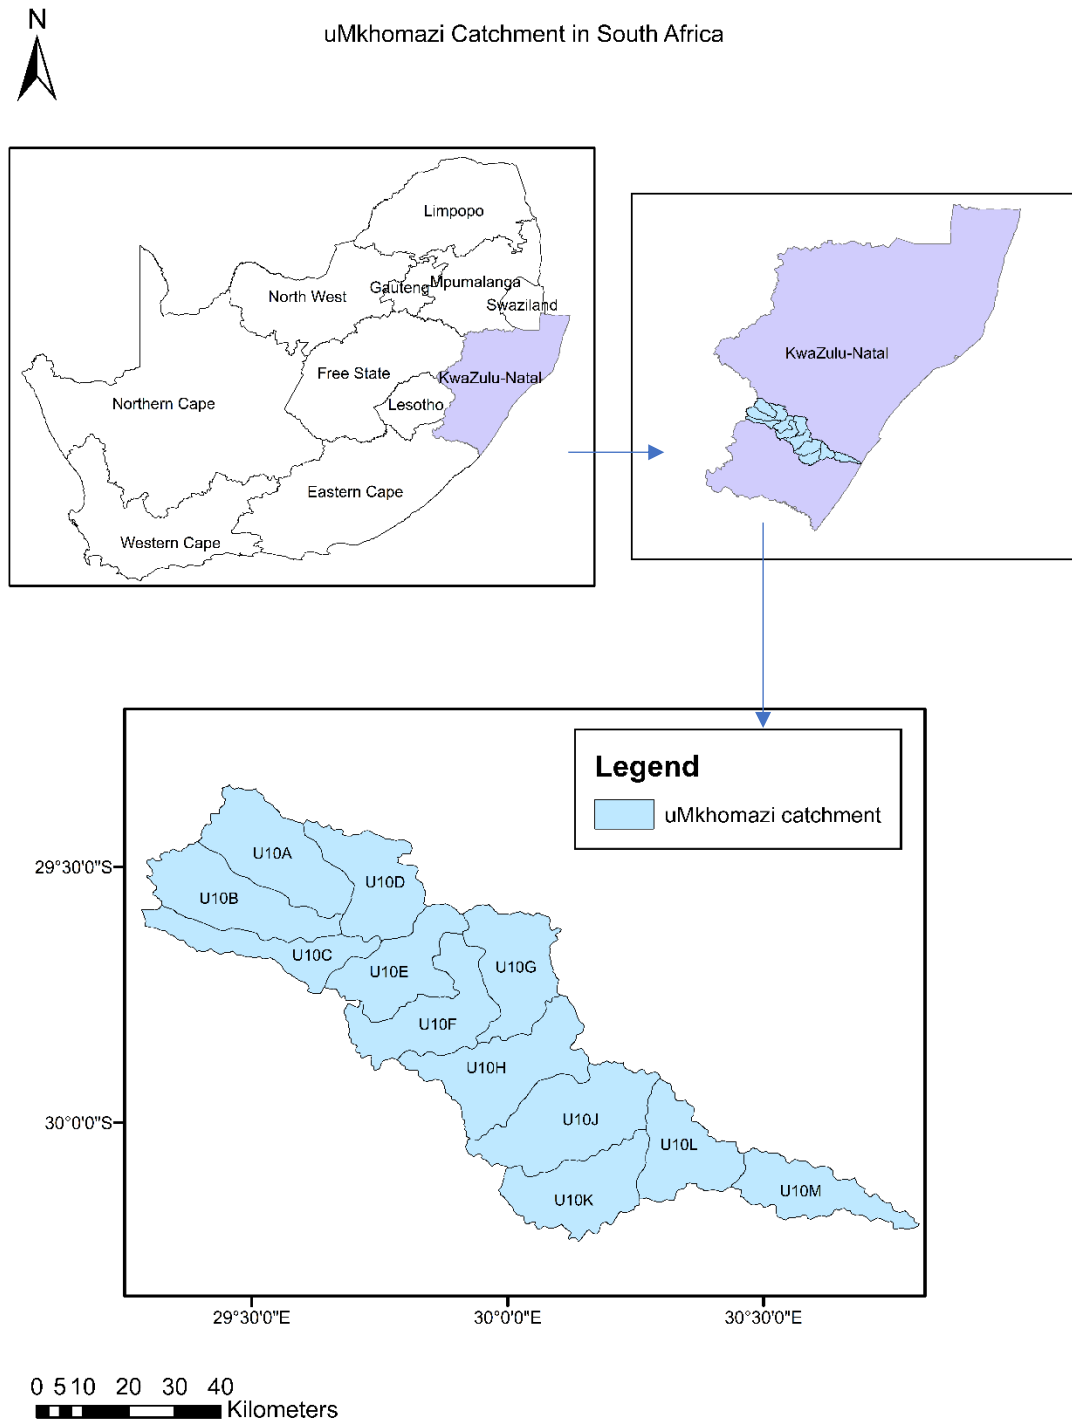 N
uMkhomazi Catchment in South Africa
Limpopo
North West
Gauteng
Mpumalanga
Swaziland
Free State
KwaZulu-Natal
Lesotho
Northern Cape
Eastern Cape
Western Cape
KwaZulu-Natal
Legend
uMkhomazi catchment
29°30'0"S
30°0'0"S
U10A
U10D
U10B
U10C
U10E
U10G
U10F
U10H
U10J
U10L
U10K
U10M
29°30'0"E
30°0'0"E
30°30'0"E
0 5 10 20 30 40
Kilometers